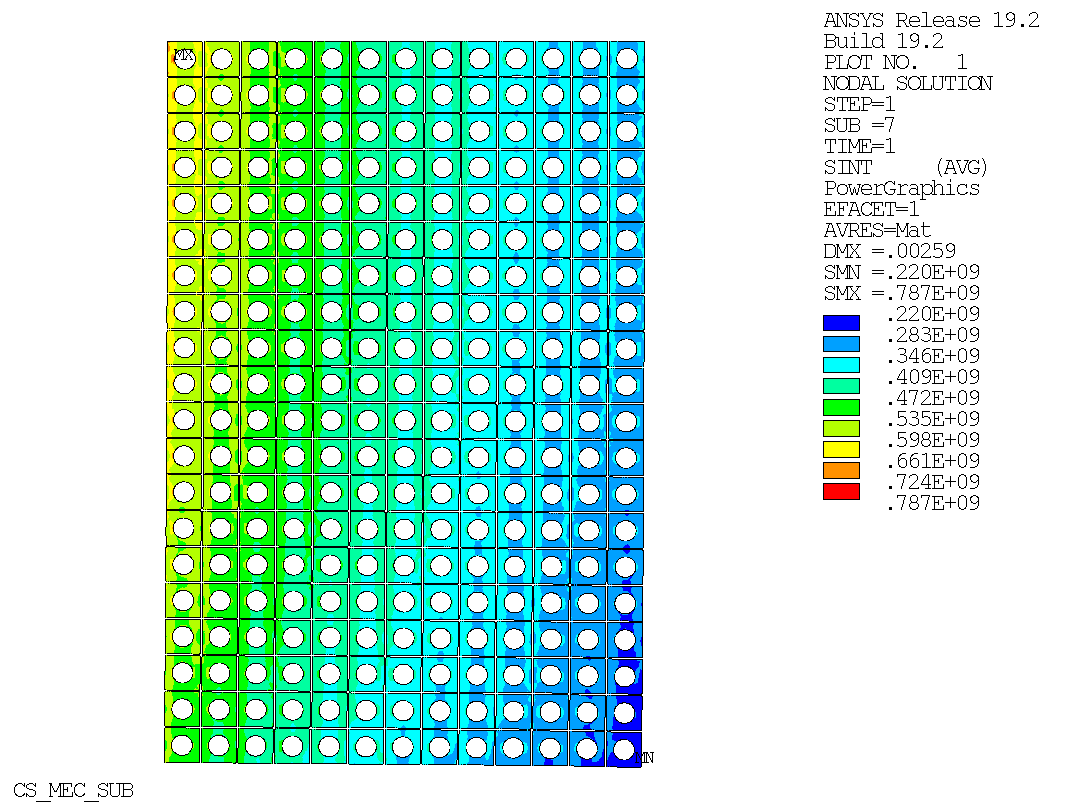 ANSYS Release 19.2
Build 19.2
PLOT NO.   1
NODAL SOLUTION
STEP=1
SUB =7
TIME=1
SINT     (AVG)
PowerGraphics
EFACET=1
AVRES=Mat
DMX =.00259
SMN =.220E+09
SMX =.787E+09
.220E+09
.283E+09
.346E+09
.409E+09
.472E+09
.535E+09
.598E+09
.661E+09
.724E+09
.787E+09
MX
MN
CS_MEC_SUB